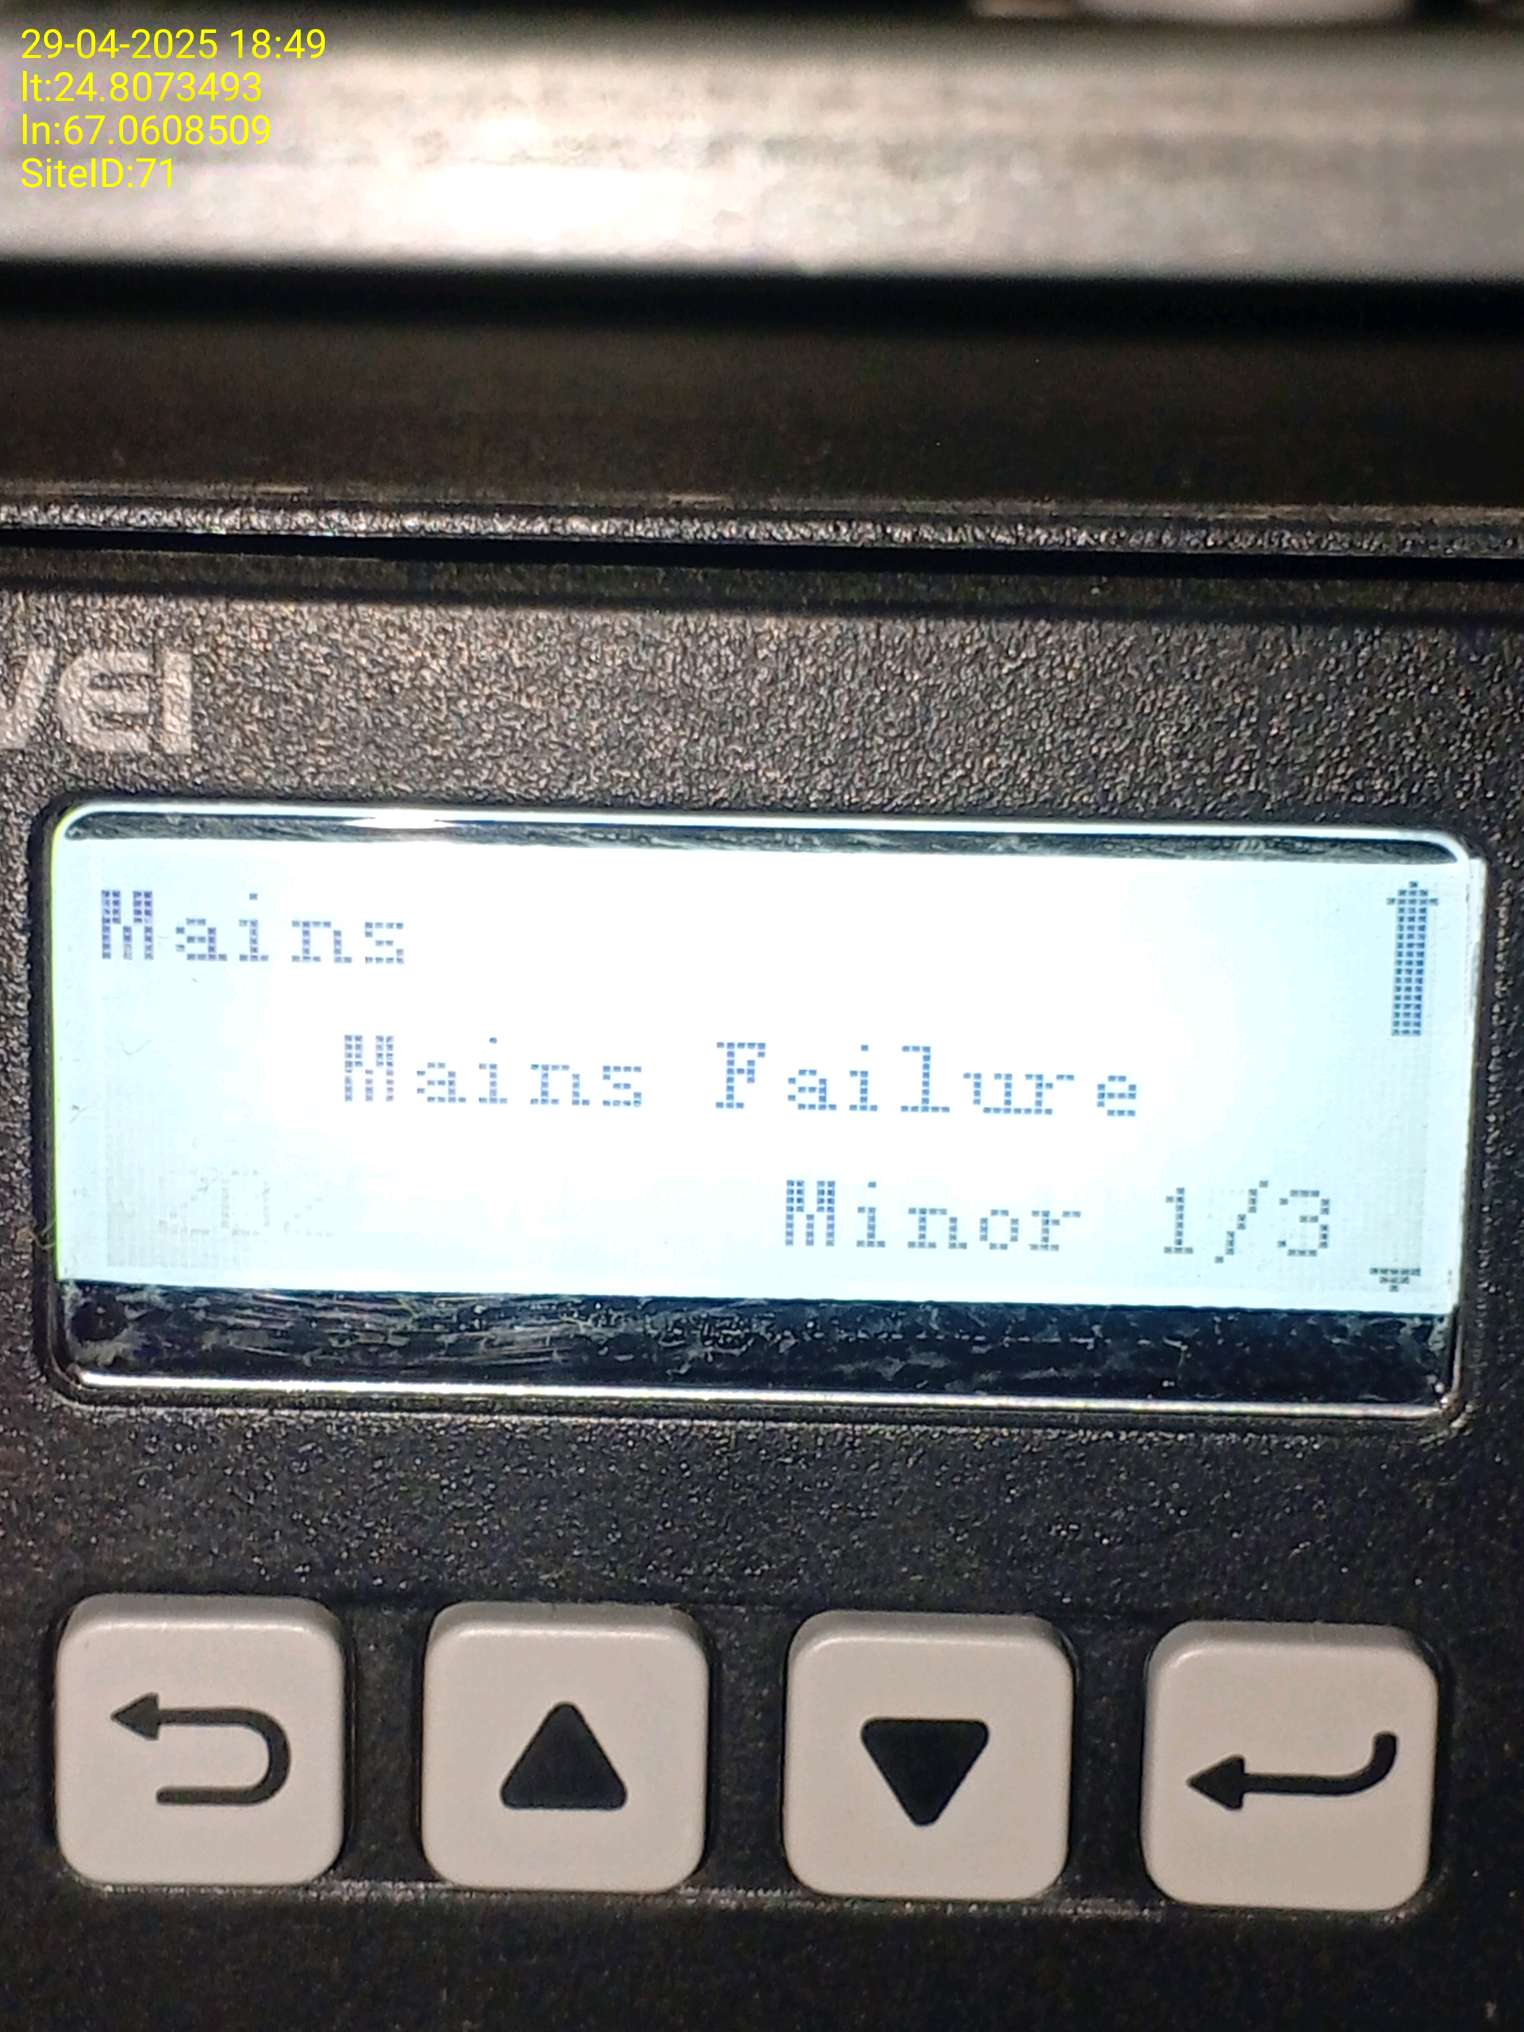 29-04-2025 18:49
lt:24.8073493
ln:67.0608509
SiteID:71
WEI
Mains
Mains Failure
Minor 1/3